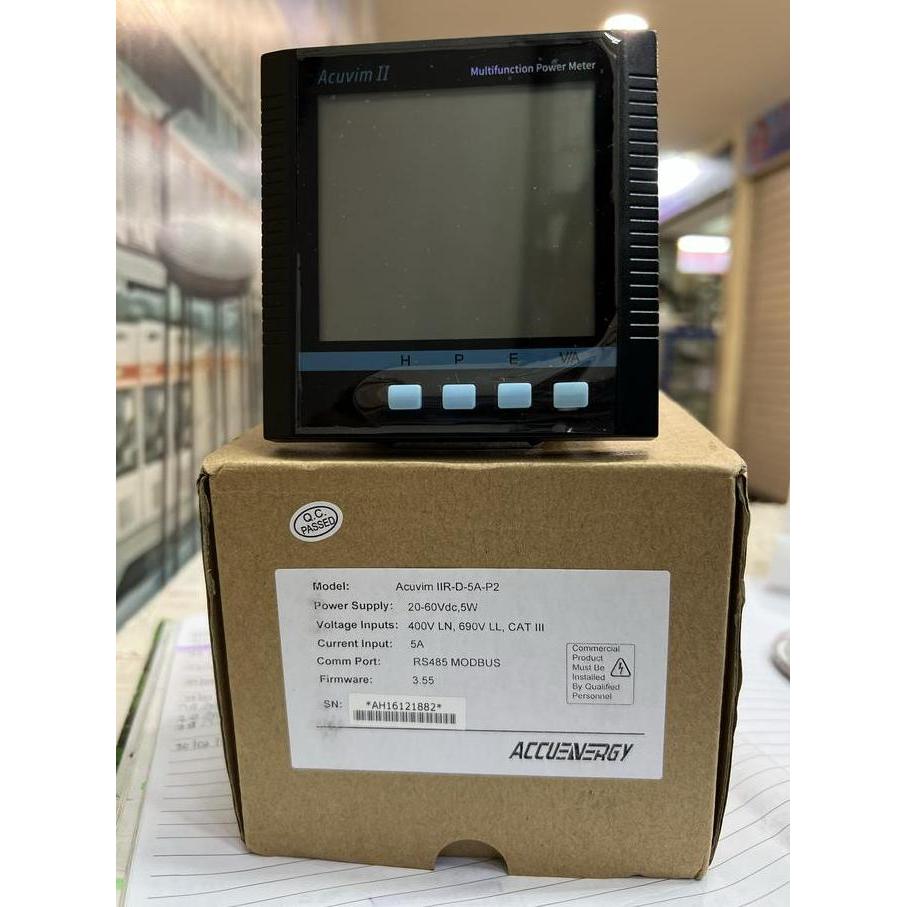 Acuvim II
Multifunction Power Meter
H P E V/A
Q.C.
PASSED
Model: Acuvim IIR-D-5A-P2
Power Supply: 20-60Vdc,5W
Voltage Inputs: 400V LN, 690V LL, CAT III
Current Input: 5A
Comm Port: RS485 MODBUS
Firmware: 3.55
SN: *AH16121882*
Commercial
Product
Must Be
Installed
By Qualified
Personnel
ACCUENERGY